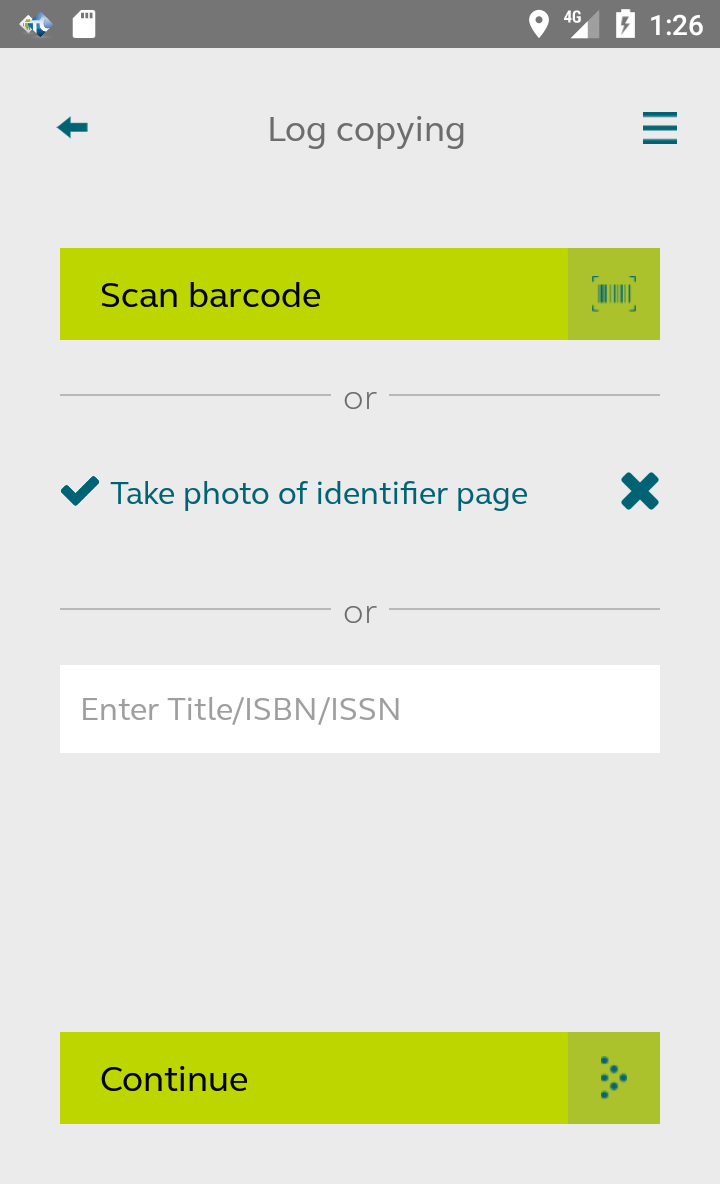 4G 1:26
Log copying
Scan barcode
or
Take photo of identifier page
or
Enter Title/ISBN/ISSN
Continue